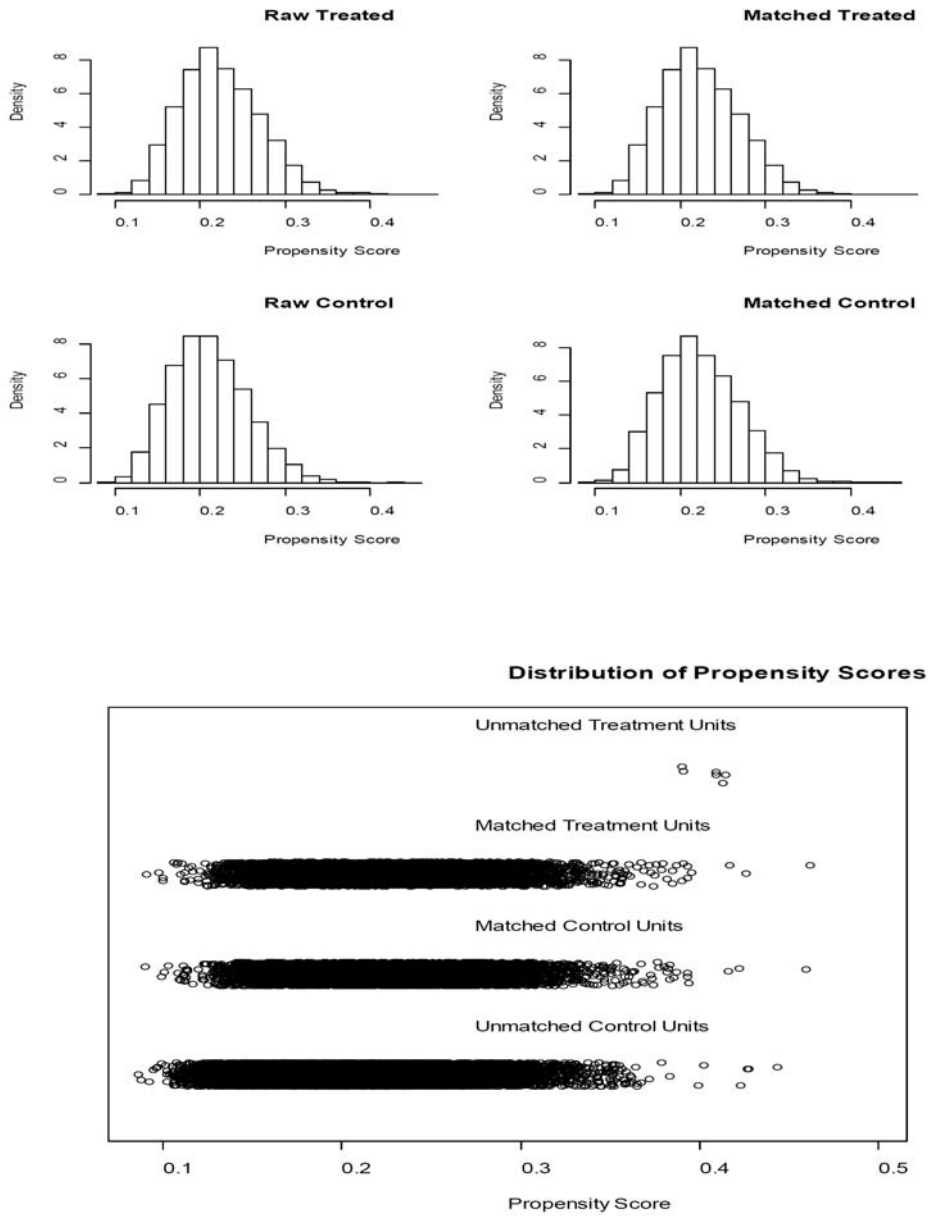 Raw Treated
Matched Treated
Density
0 2 4 6 8
0.1 0.2 0.3 0.4
Propensity Score
Density
0 2 4 6 8
0.1 0.2 0.3 0.4
Propensity Score
Raw Control
Matched Control
Density
0 2 4 6 8
0.1 0.2 0.3 0.4
Propensity Score
Density
0 2 4 6 8
0.1 0.2 0.3 0.4
Propensity Score
Distribution of Propensity Scores
Unmatched Treatment Units
Matched Treatment Units
Matched Control Units
Unmatched Control Units
0.1 0.2 0.3 0.4 0.5
Propensity Score